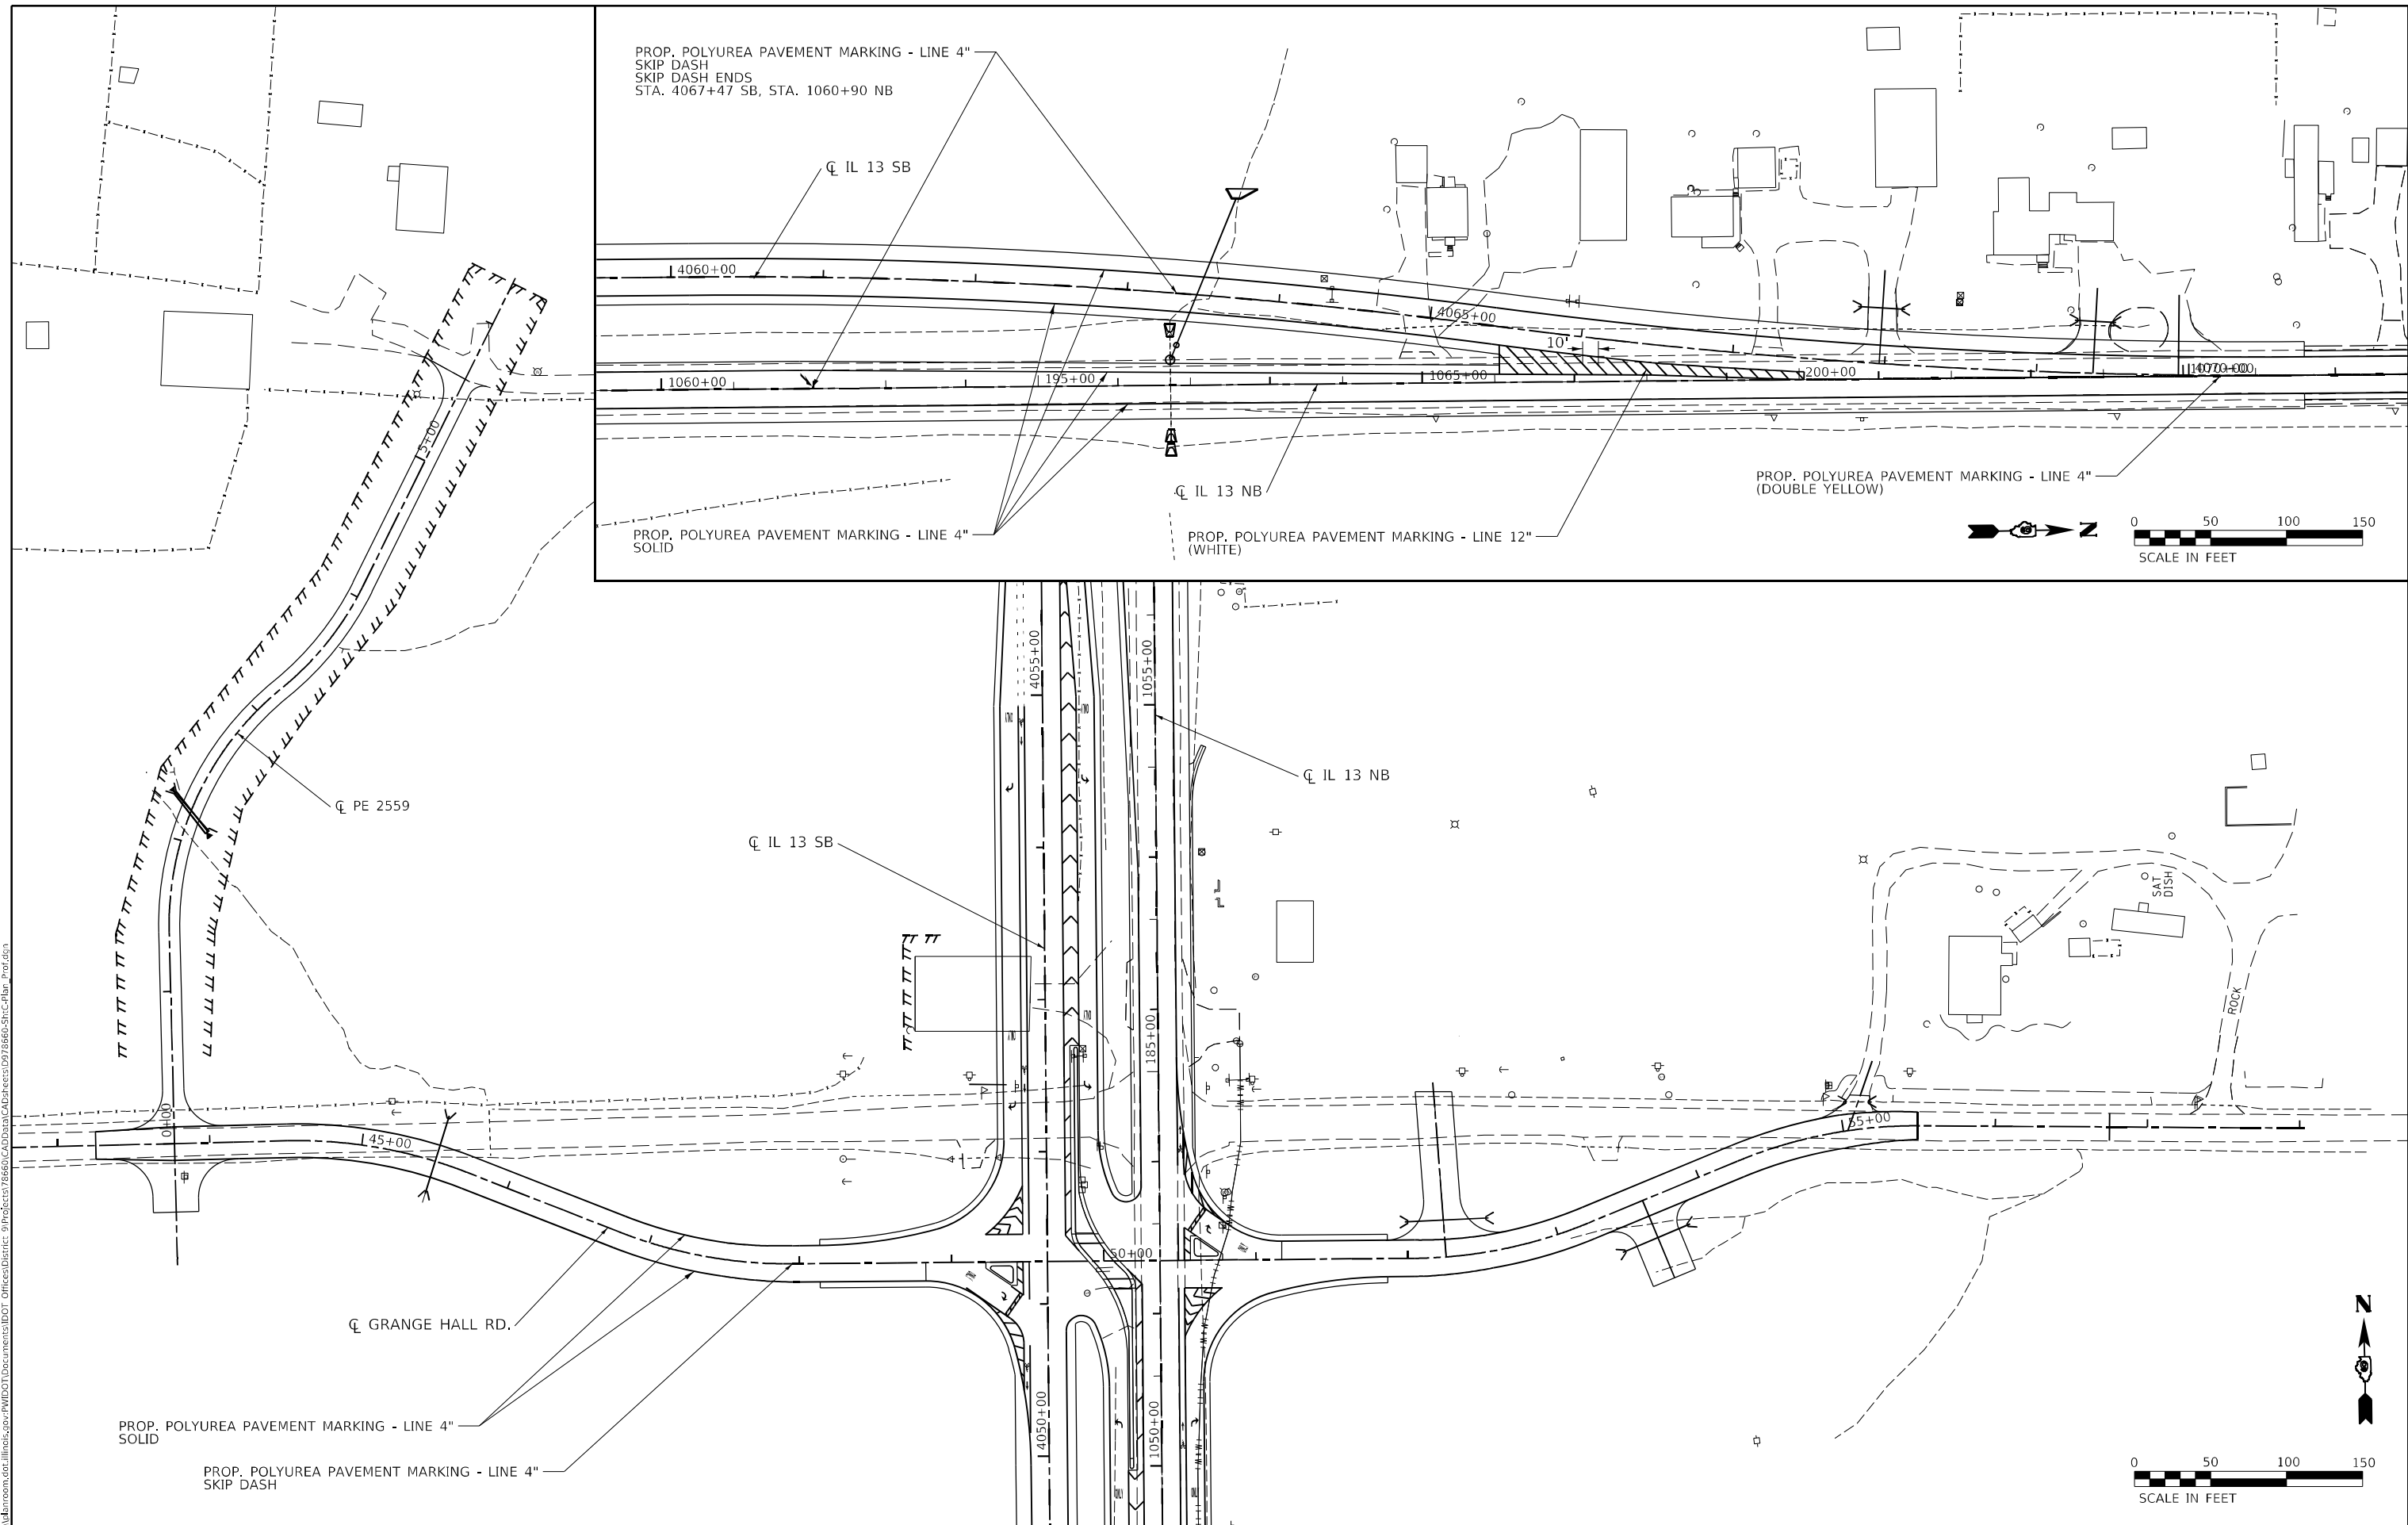 PROP. POLYUREA PAVEMENT MARKING - LINE 4"
SKIP DASH
SKIP DASH ENDS
STA. 4067+47 SB, STA. 1060+90 NB
℄ IL 13 SB
4060+00
4065+00
10'
1060+00
195+00
1065+00
200+00
4070+00
PROP. POLYUREA PAVEMENT MARKING - LINE 4"
(DOUBLE YELLOW)
℄ IL 13 NB
PROP. POLYUREA PAVEMENT MARKING - LINE 4"
SOLID
PROP. POLYUREA PAVEMENT MARKING - LINE 12"
(WHITE)
N
0 50 100 150
SCALE IN FEET
5+00
4055+00
1055+00
℄ IL 13 NB
℄ PE 2559
℄ IL 13 SB
SAT
DISH
ROCK
185+00
0+00
45+00
55+00
50+00
℄ GRANGE HALL RD.
N
4050+00
1050+00
PROP. POLYUREA PAVEMENT MARKING - LINE 4"
SOLID
PROP. POLYUREA PAVEMENT MARKING - LINE 4"
SKIP DASH
0 50 100 150
SCALE IN FEET